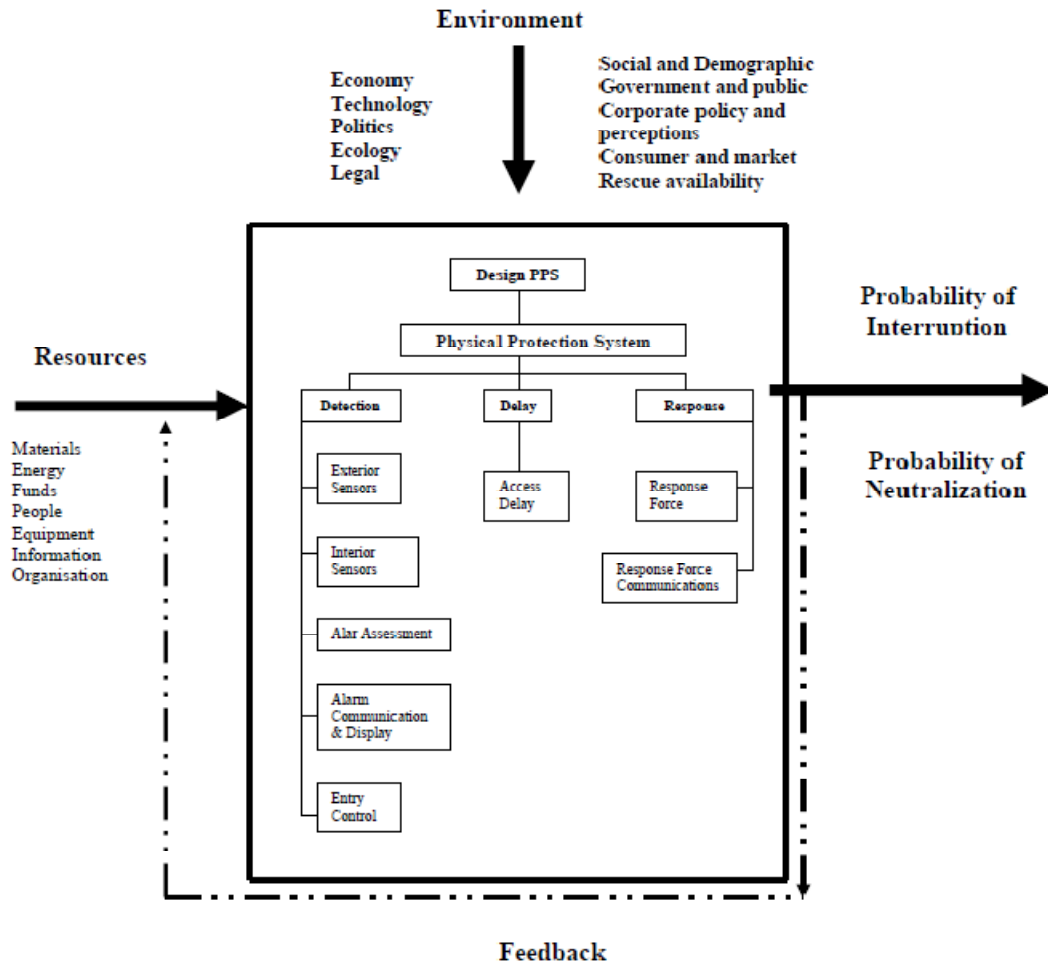 Environment
Economy
Technology
Politics
Ecology
Legal
Social and Demographic
Government and public
Corporate policy and
perceptions
Consumer and market
Rescue availability
Design PPS
Physical Protection System
Resources
Materials
Energy
Funds
People
Equipment
Information
Organisation
Detection
Exterior
Sensors
Interior
Sensors
Alar Assessment
Alarm
Communication
& Display
Entry
Control
Delay
Access
Delay
Response
Response
Force
Response Force
Communications
Probability of
Interruption
Probability of
Neutralization
Feedback